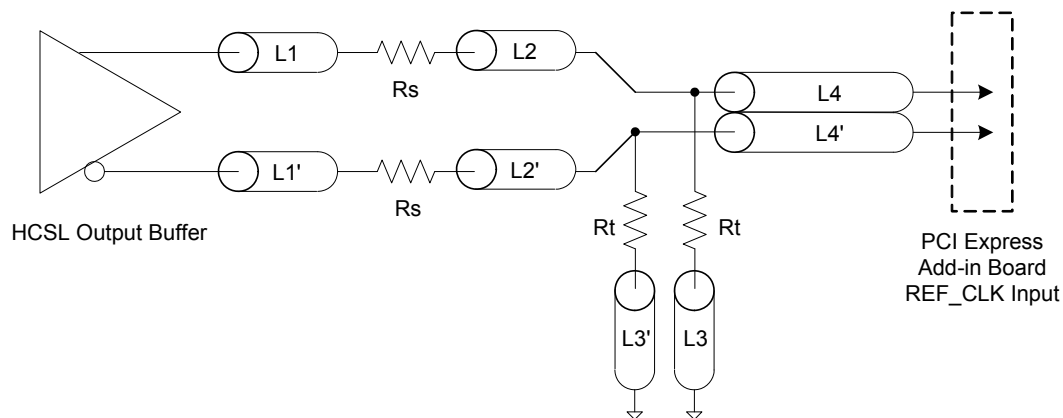 L1
Rs
L2
L4
L4'
L1'
Rs
L2'
HCSL Output Buffer
Rt
Rt
PCI Express
Add-in Board
REF_CLK Input
L3'
L3